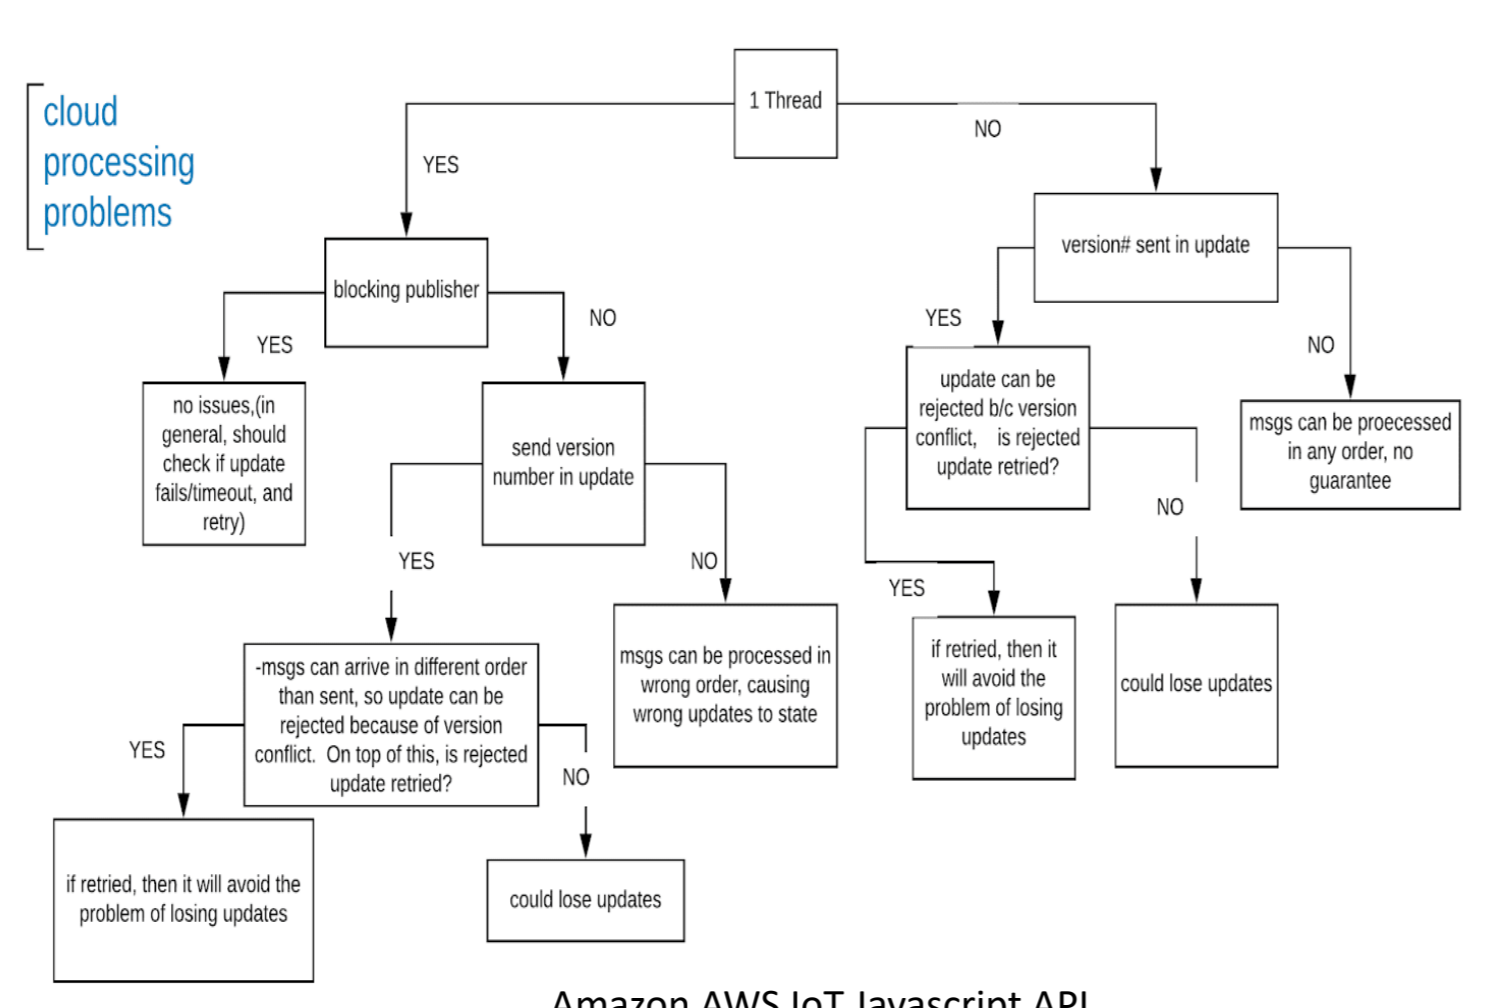 cloud
processing
problems
1 Thread
YES
NO
blocking publisher
version# sent in update
YES
NO
YES
NO
no issues,(in
general, should
check if update
fails/timeout, and
retry)
send version
number in update
update can be
rejected b/c version
conflict, is rejected
update retried?
msgs can be proecessed
in any order, no
guarantee
YES
NO
YES
NO
-msgs can arrive in different order
than sent, so update can be
rejected because of version
conflict. On top of this, is rejected
update retried?
msgs can be processed in
wrong order, causing
wrong updates to state
if retried, then it
will avoid the
problem of losing
updates
could lose updates
YES
NO
if retried, then it will avoid the
problem of losing updates
could lose updates
Amazon AWS IoT Javascript API